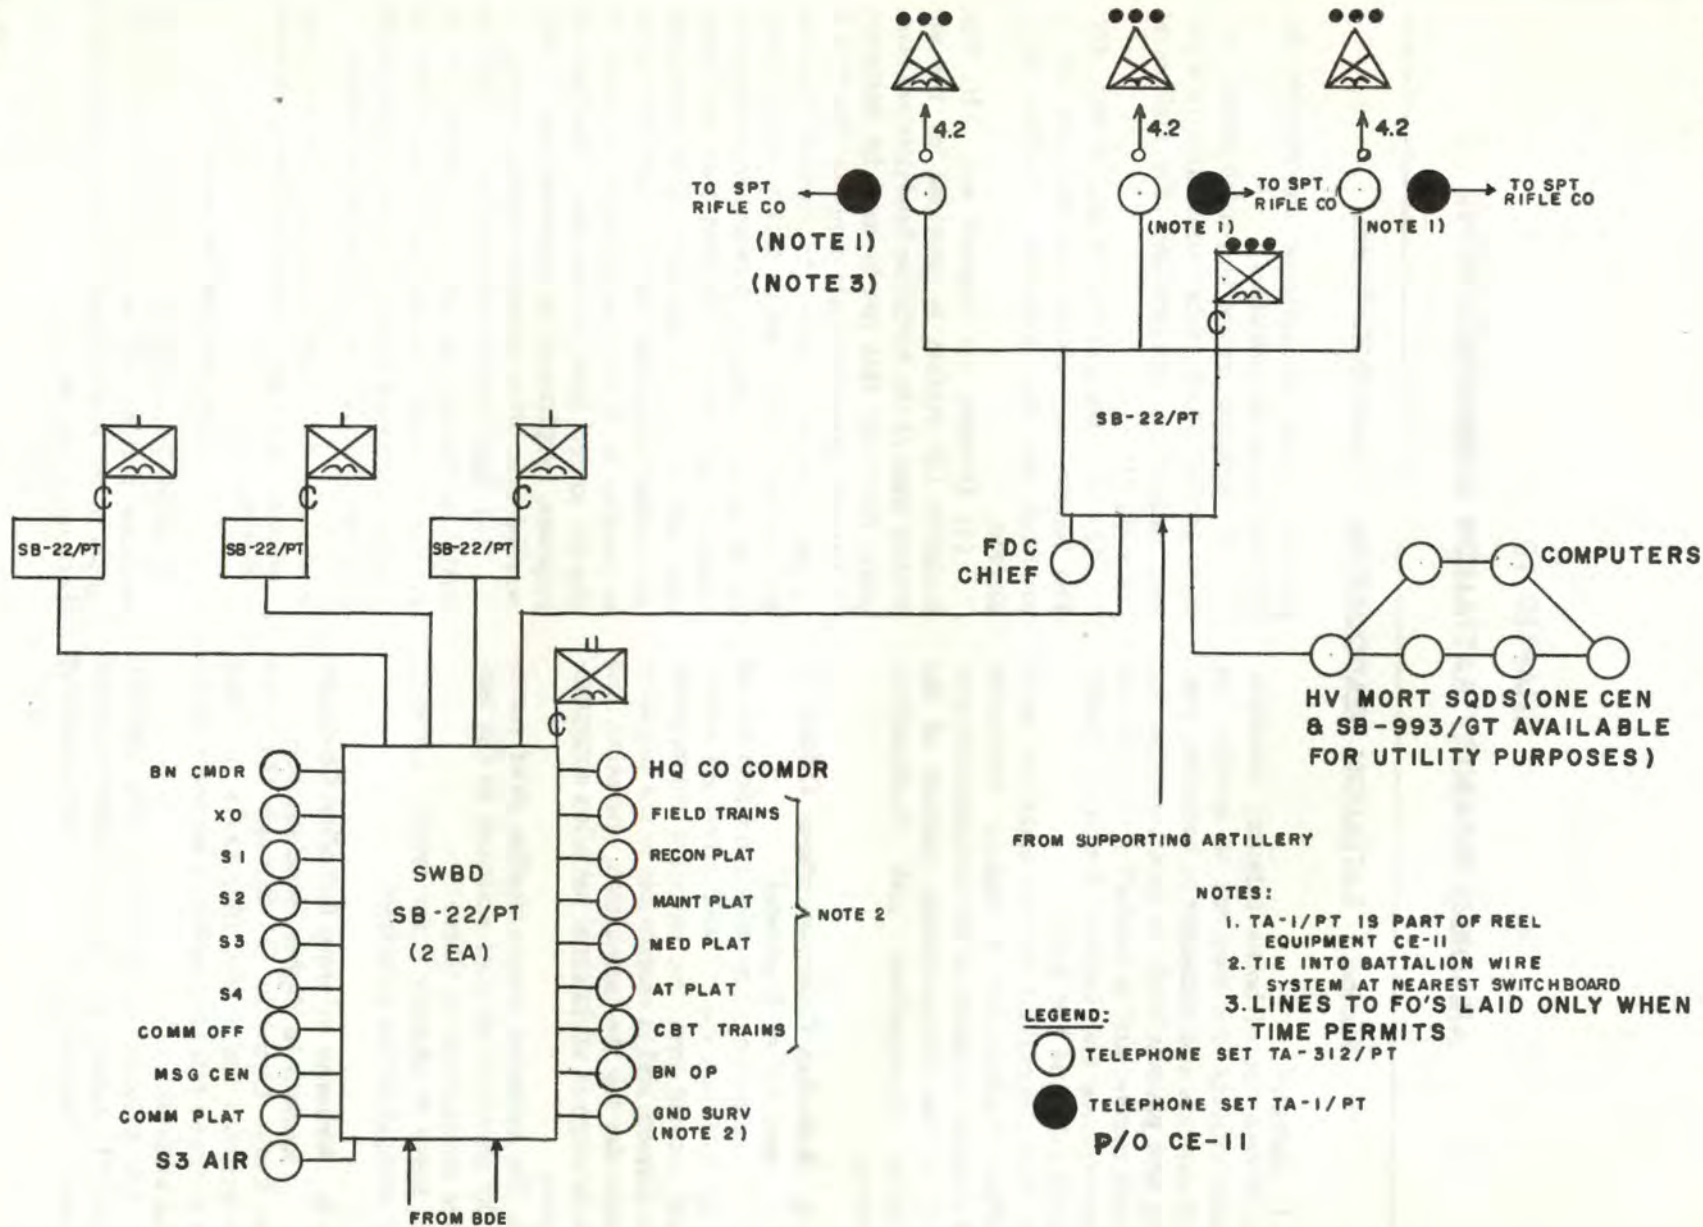 4.2
4.2
4.2
TO SPT
RIFLE CO
(NOTE 1)
(NOTE 3)
TO SPT.
RIFLE CO
(NOTE 1)
TO SPT
RIFLE CO
NOTE 1)
C
SB-22/PT
C
SB-22/PT
C
SB-22/PT
C
SB-22/PT
FDC
CHIEF
COMPUTERS
HV MORT SQDS(ONE CEN
& SB-993/GT AVAILABLE
FOR UTILITY PURPOSES)
FROM SUPPORTING ARTILLERY
C
SWBD
SB-22/PT
(2 EA)
BN CMDR
XO
S1
S2
S3
S4
COMM OFF
MSG CEN
COMM PLAT
S3 AIR
HQ CO COMDR
FIELD TRAINS
RECON PLAT
MAINT PLAT
MED PLAT
AT PLAT
CBT TRAINS
NOTE 2
BN OP
GND SURV
(NOTE 2)
FROM BDE
NOTES:
1. TA-1/PT IS PART OF REEL
EQUIPMENT CE-11
2. TIE INTO BATTALION WIRE
SYSTEM AT NEAREST SWITCHBOARD
3. LINES TO FO'S LAID ONLY WHEN
TIME PERMITS
LEGEND:
TELEPHONE SET TA-312/PT
TELEPHONE SET TA-1/PT
P/O CE-11